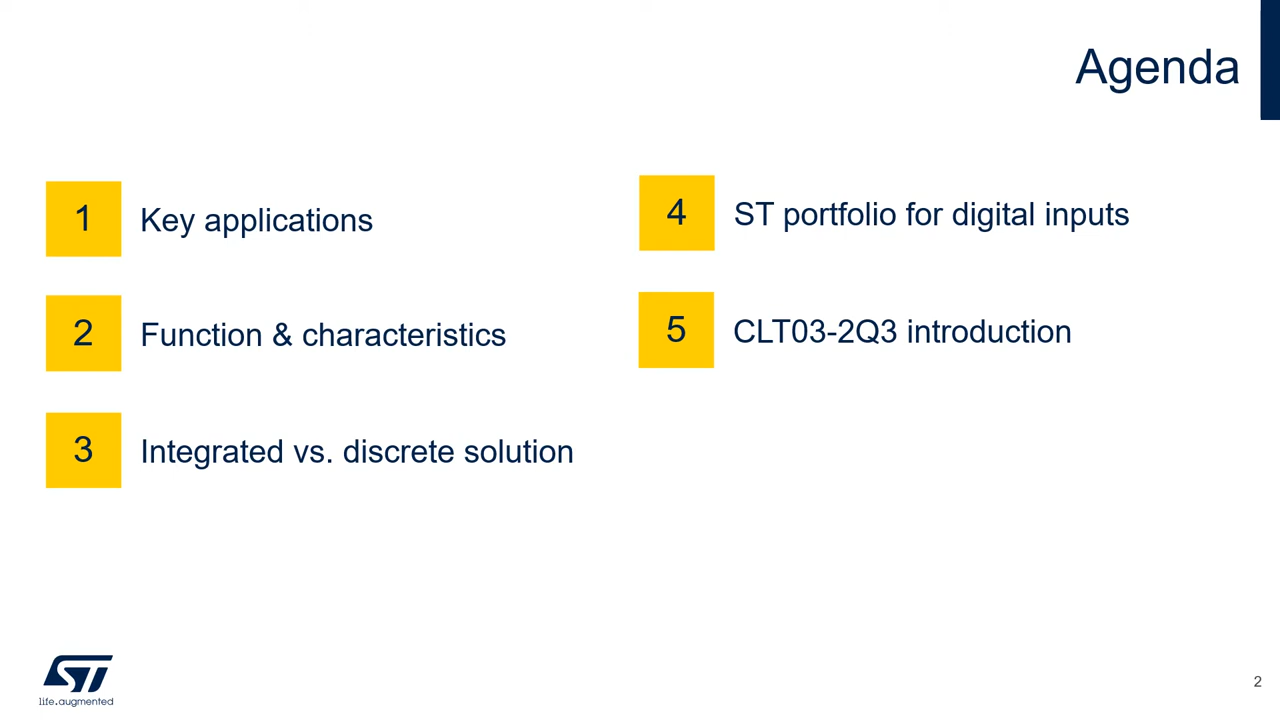 Agenda
1 Key applications
2 Function & characteristics
3 Integrated vs. discrete solution
4 ST portfolio for digital inputs
5 CLT03-2Q3 introduction
ST
life.augmented
2